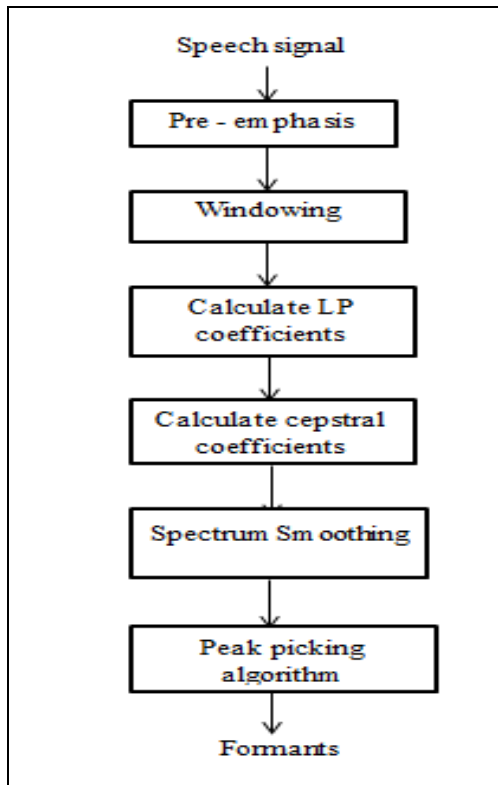 Speech signal
Pre - emphasis
Windowing
Calculate LP
coefficients
Calculate cepstral
coefficients
Spectrum Smoothing
Peak picking
algorithm
Formants